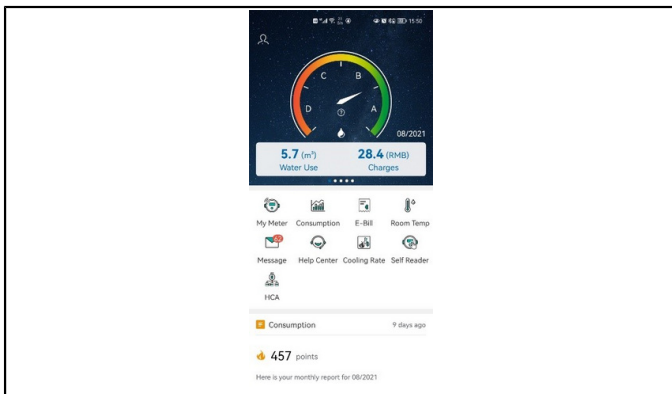 15:50
C
B
D
A
08/2021
5.7 (m³)
28.4 (RMB)
Water Use
Charges
My Meter
Consumption
E-Bill
Room Temp
Message
Help Center
Cooling Rate
Self Reader
HCA
Consumption
9 days ago
457 points
Here is your monthly report for 08/2021